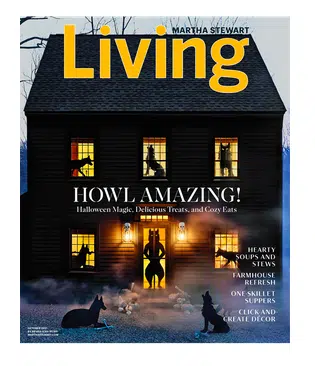 MARTHA STEWART
Living
HOWL AMAZING!
Halloween Magic, Delicious Treats, and Cozy Eats
HEARTY
SOUPS AND
STEWS
FARMHOUSE
REFRESH
ONE-SKILLET
SUPPERS
CLICK-AND
CREATE DÉCOR